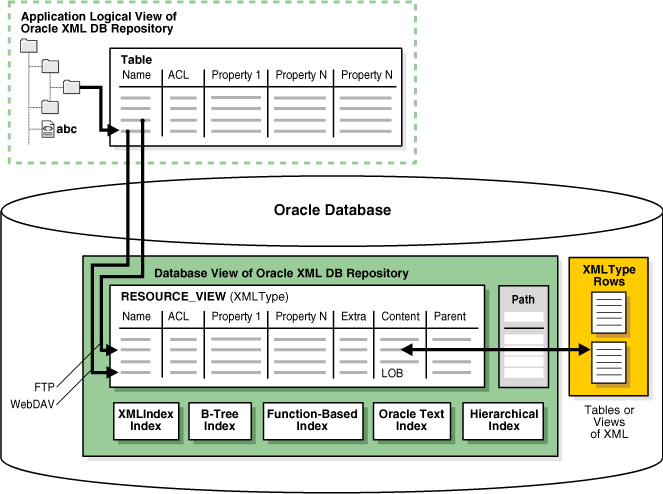 Application Logical View of
Oracle XML DB Repository
Table
Name ACL Property 1 Property N Property N
abc
Oracle Database
Database View of Oracle XML DB Repository
RESOURCE_VIEW (XMLType)
Name ACL Property 1 Property N Extra Content Parent
LOB
Path
XMLType
Rows
FTP
WebDAV
XMLIndex
Index
B-Tree
Index
Function-Based
Index
Oracle Text
Index
Hierarchical
Index
Tables or
Views
of XML